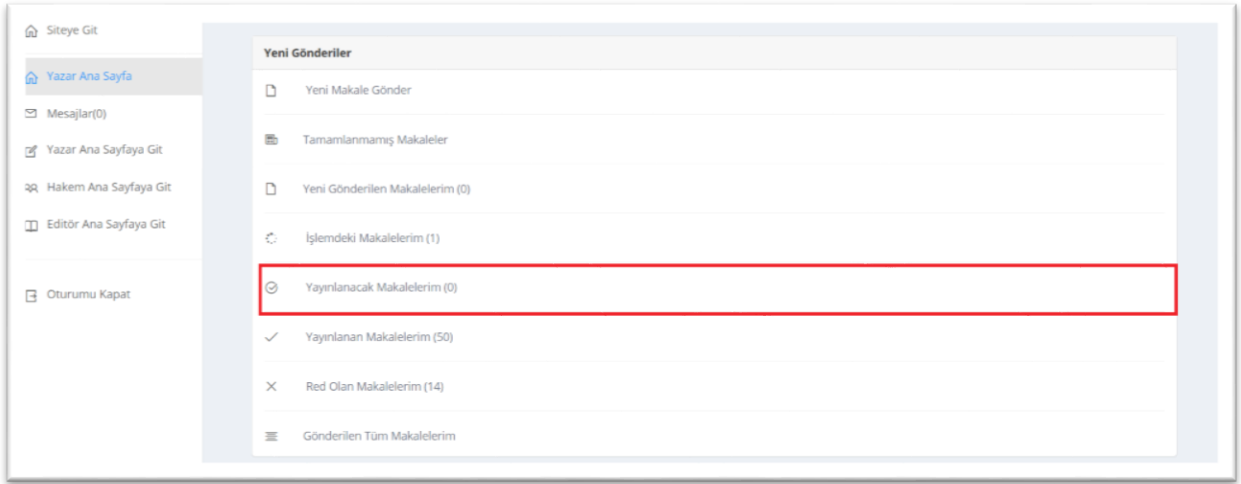 Siteye Git
Yazar Ana Sayfa
Mesajlar(0)
Yazar Ana Sayfaya Git
Hakem Ana Sayfaya Git
Editör Ana Sayfaya Git
Oturumu Kapat
Yeni Gönderiler
Yeni Makale Gönder
Tamamlanmamış Makaleler
Yeni Gönderilen Makalelerim (0)
İşlemdeki Makalelerim (1)
Yayınlanacak Makalelerim (0)
Yayınlanan Makalelerim (50)
Red Olan Makalelerim (14)
Gönderilen Tüm Makalelerim